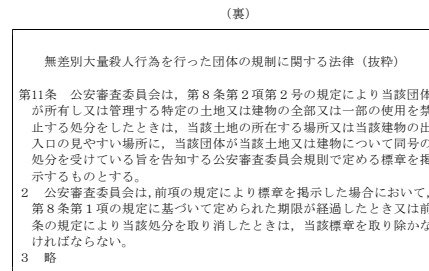 （裏）
無差別大量殺人行為を行った団体の規制に関する法律（抜粋）
第11条　公安審査委員会は，第８条第２項第２号の規定により当該団体
が所有し又は管理する特定の土地又は建物の全部又は一部の使用を禁
止する処分をしたときは，当該土地の所在する場所又は当該建物の出
入口の見やすい場所に，当該団体が当該土地又は建物について同号の
処分を受けている旨を告知する公安審査委員会規則で定める標章を掲
示するものとする。
２　公安審査委員会は，前項の規定により標章を掲示した場合において，
第８条第１項の規定に基づいて定められた期限が経過したとき又は前
条の規定により当該処分を取り消したときは，当該標章を取り除かな
ければならない。
３　略